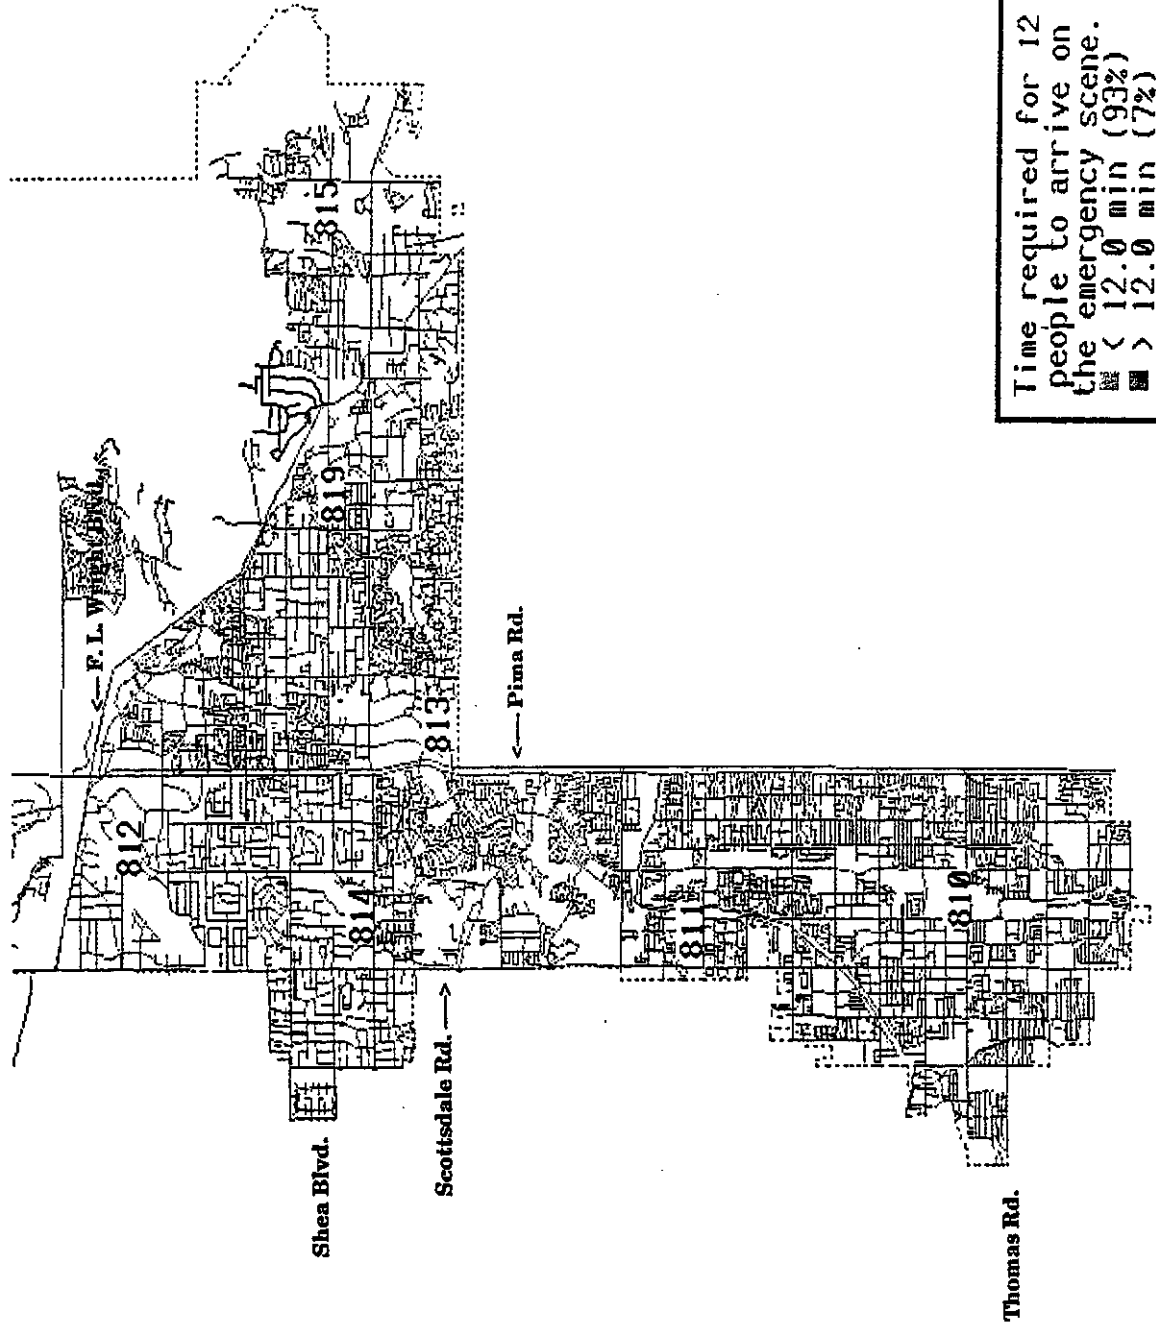 815
F. L. Wright Blvd.
819
Pima Rd.
813
812
814
811
810
Scottsdale Rd.
Shea Blvd.
Thomas Rd.
Time required for 12
people to arrive on
the emergency scene.
< 12.0 min (93%)
> 12.0 min (7%)